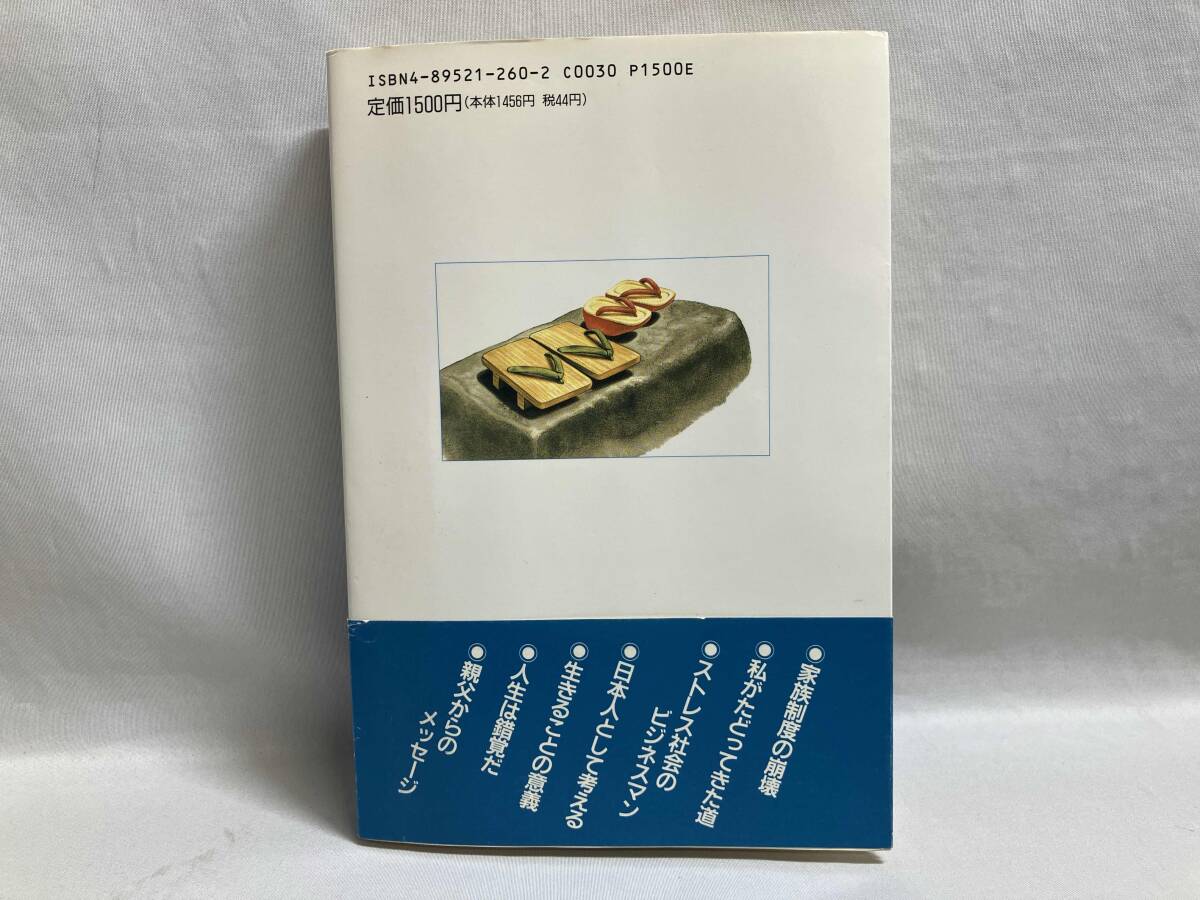 ISBN4-89521-260-2 C0030 P1500E
定価1500円(本体1456円 税44円)
◉家族制度の崩壊
◉私がたどってきた道
◉ストレス社会の
ビジネスマン
◉日本人として考える
◉生きることの意義
◉人生は錯覚だ
◉親父からの
メッセージ